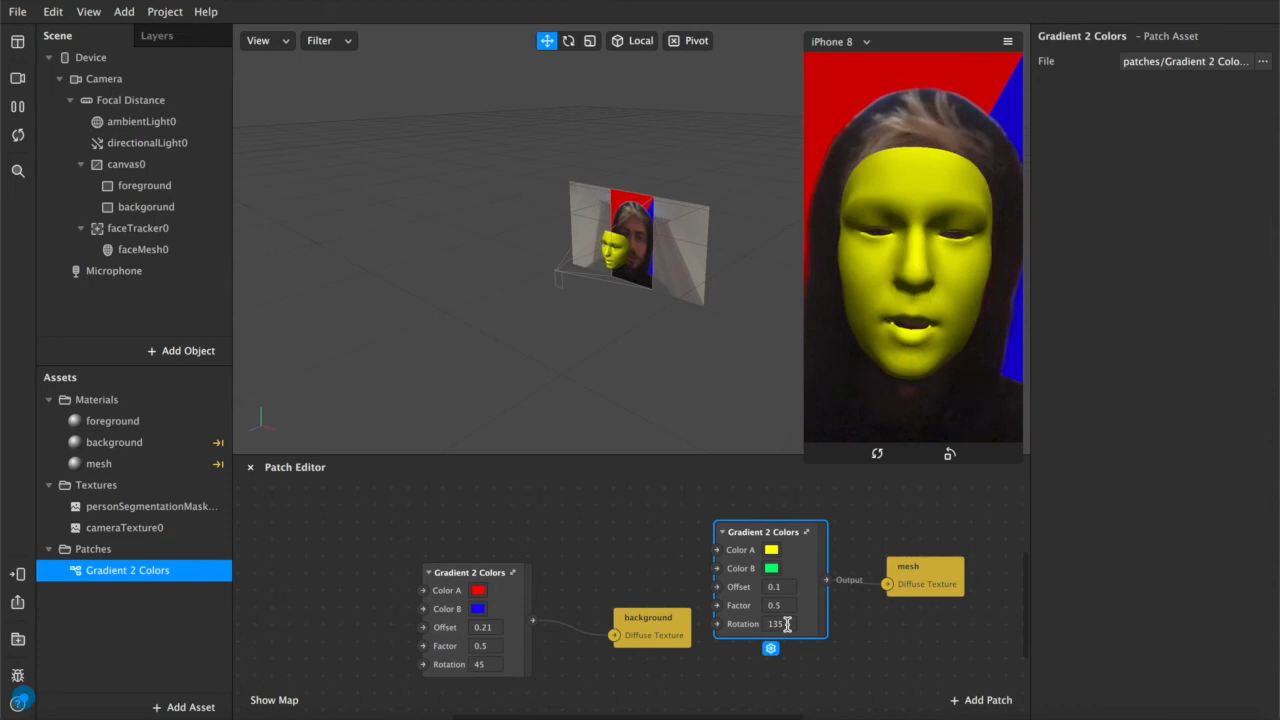 File Edit View Add Project Help
Scene Layers
Device
Camera
Focal Distance
ambientLight0
directionalLight0
canvas0
foreground
backgorund
faceTracker0
faceMesh0
Microphone
+ Add Object
Assets
Materials
foreground
background
mesh
Textures
personSegmentationMask...
cameraTexture0
Patches
Gradient 2 Colors
+ Add Asset
View Filter Local Pivot
iPhone 8
Patch Editor
Gradient 2 Colors
Color A
Color B
Offset 0.21
Factor 0.5
Rotation 45
background
Diffuse Texture
Gradient 2 Colors
Color A
Color B
Offset 0.1
Factor 0.5
Rotation 135
Output
mesh
Diffuse Texture
Show Map
+ Add Patch
Gradient 2 Colors - Patch Asset
File patches/Gradient 2 Colo... ...